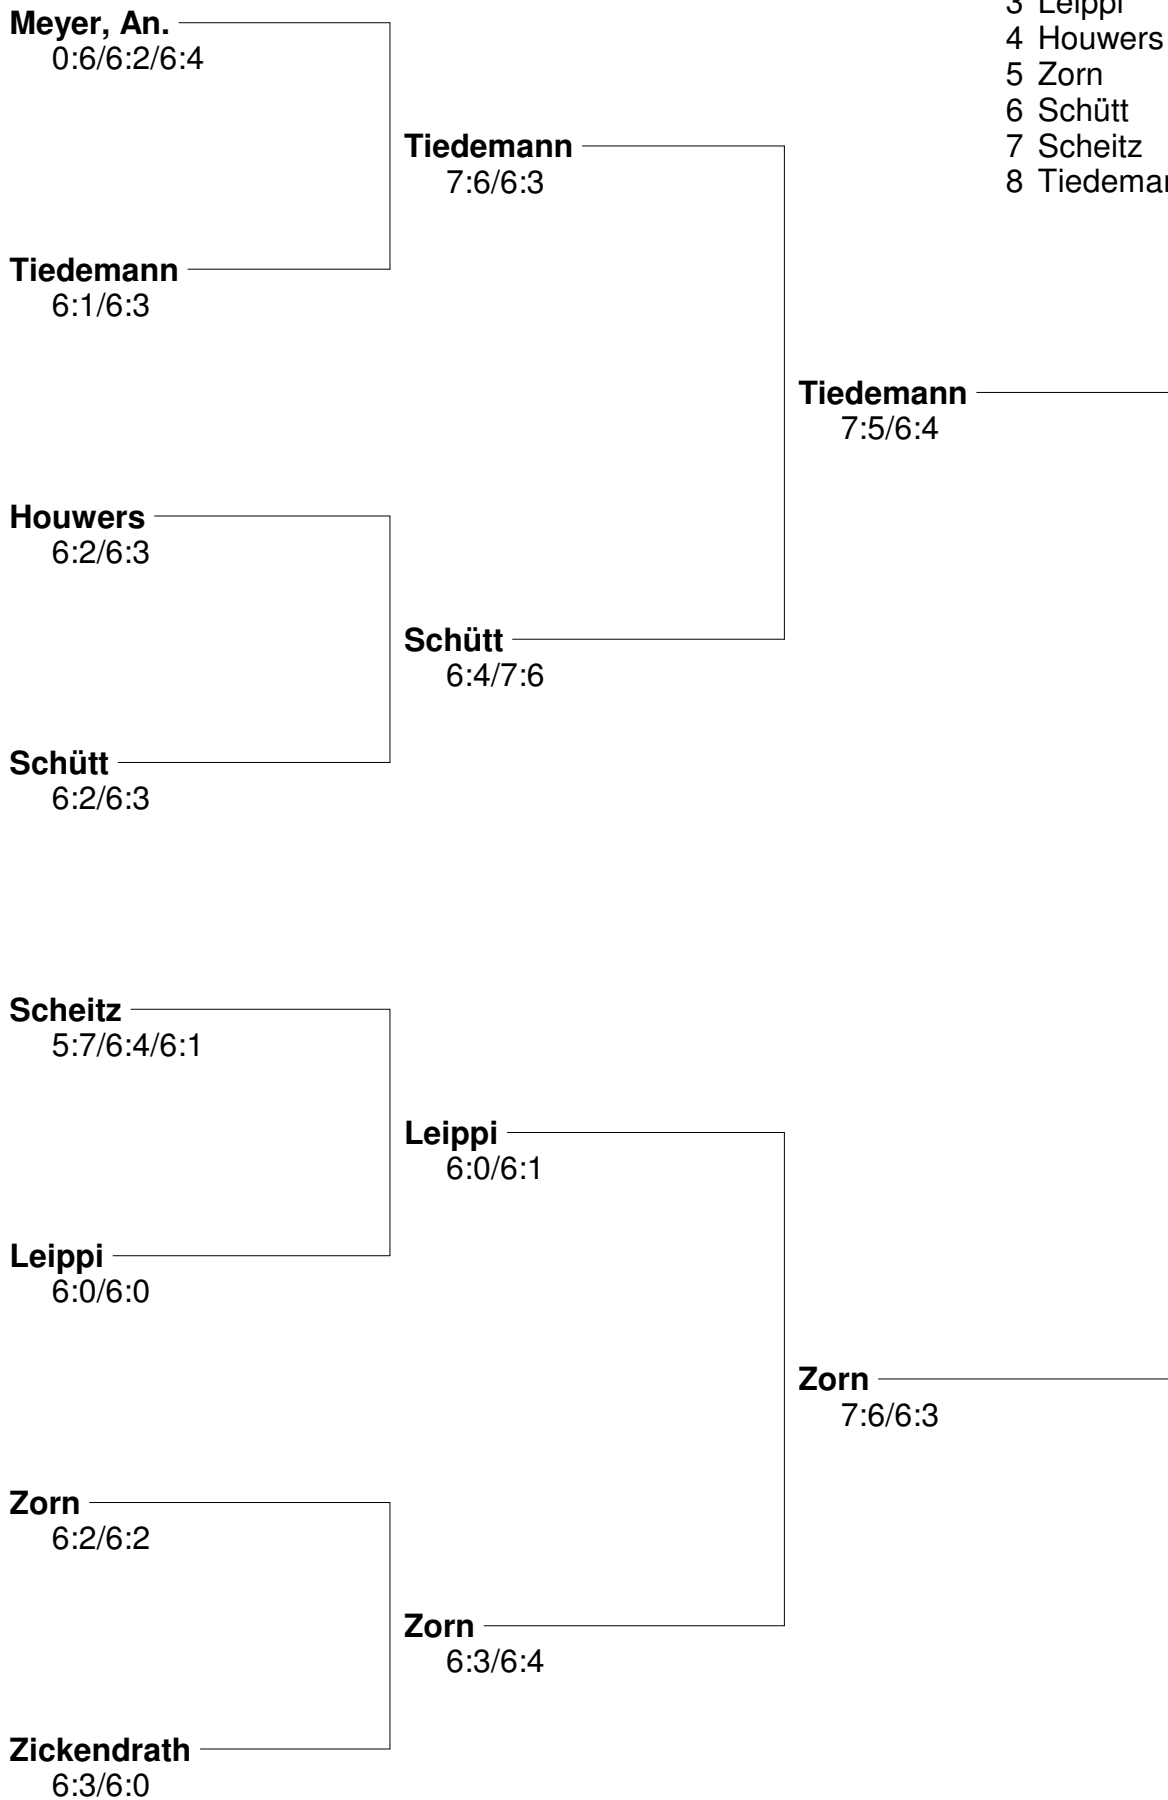 3 Leippi
4 Houwers
5 Zorn
6 Schütt
7 Scheitz
8
Meyer, An.
0:6/6:2/6:4
Tiedemann
7:6/6:3
Tiedemann
6:1/6:3
Tiedemann
7:5/6:4
Houwers
6:2/6:3
Schütt
6:4/7:6
Schütt
6:2/6:3
Scheitz
5:7/6:4/6:1
Leippi
6:0/6:1
Leippi
6:0/6:0
Zorn
7:6/6:3
Zorn
6:2/6:2
Zorn
6:3/6:4
Zickendrath
6:3/6:0